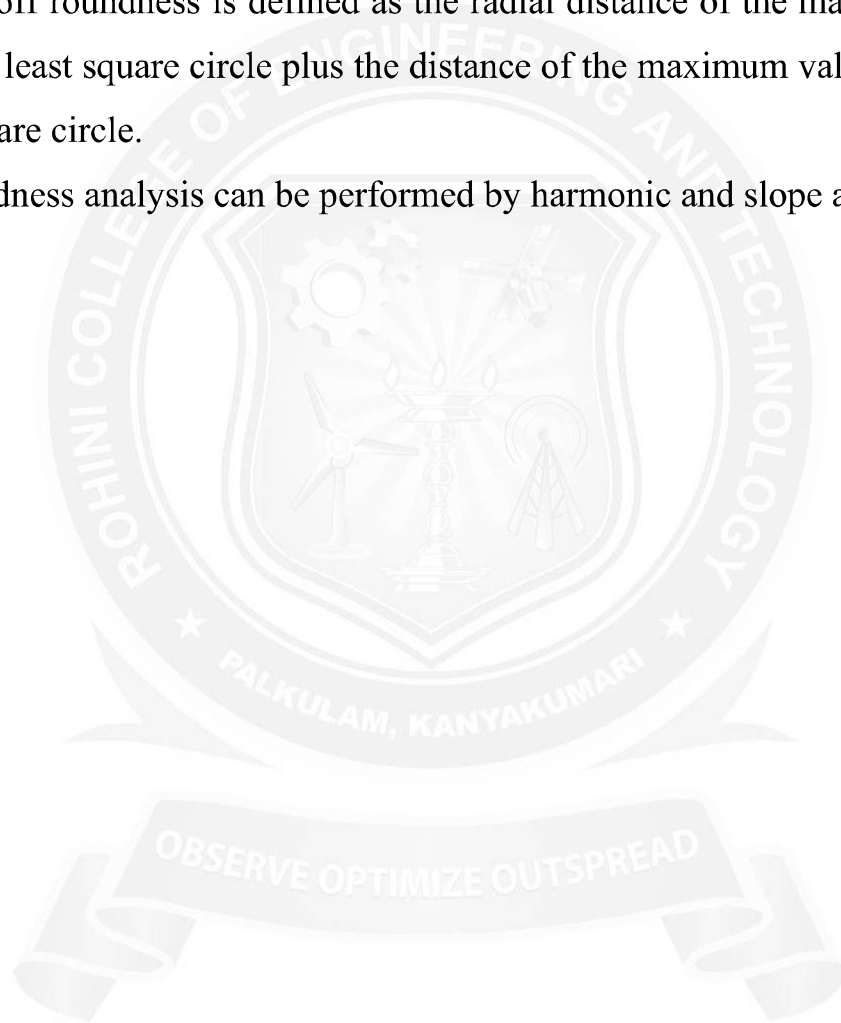 off roundness is defined as the radial distance of the ma
least square circle plus the distance of the maximum val
are circle.
dness analysis can be performed by harmonic and slope a
ROHINI COLLEGE OF ENGINEERING AND TECHNOLOGY
PALKULAM, KANYAKUMARI
OBSERVE OPTIMIZE OUTSPREAD